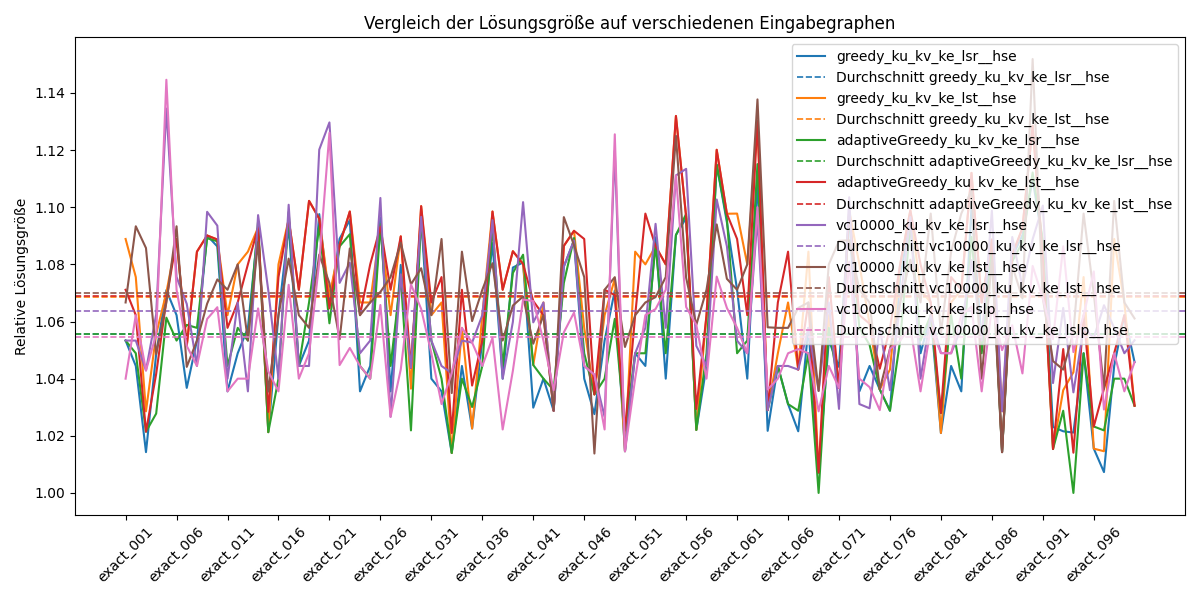 Vergleich der Lösungsgröße auf verschiedenen Eingabegraphen
Relative Lösungsgröße
1.14
1.12
1.10
1.08
1.06
1.04
1.02
1.00
greedy_ku_kv_ke_lsr__hse
Durchschnitt greedy_ku_kv_ke_lsr__hse
greedy_ku_kv_ke_lst__hse
Durchschnitt greedy_ku_kv_ke_lst__hse
adaptiveGreedy_ku_kv_ke_lsr__hse
Durchschnitt adaptiveGreedy_ku_kv_ke_lsr__hse
adaptiveGreedy_ku_kv_ke_lst__hse
Durchschnitt adaptiveGreedy_ku_kv_ke_lst__hse
vc10000_ku_kv_ke_lsr__hse
Durchschnitt vc10000_ku_kv_ke_lsr__hse
vc10000_ku_kv_ke_lst__hse
Durchschnitt vc10000_ku_kv_ke_lst__hse
vc10000_ku_kv_ke_lslp__hse
Durchschnitt vc10000_ku_kv_ke_lslp__hse
exact_001
exact_006
exact_011
exact_016
exact_021
exact_026
exact_031
exact_036
exact_041
exact_046
exact_051
exact_056
exact_061
exact_066
exact_071
exact_076
exact_081
exact_086
exact_091
exact_096